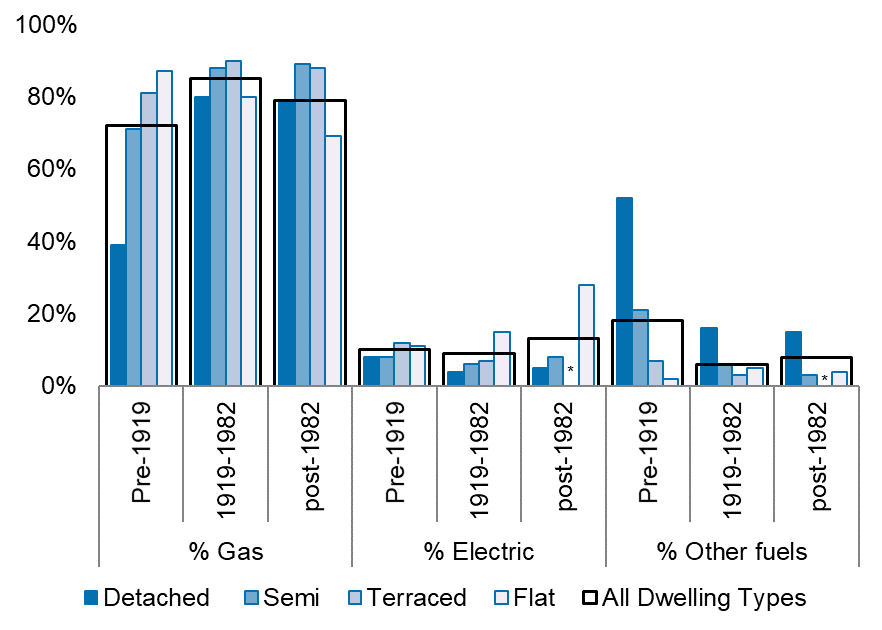 100%
80%
60%
40%
20%
0%
*
*
Pre-1919
1919-1982
post-1982
Pre-1919
1919-1982
post-1982
Pre-1919
1919-1982
post-1982
% Gas
% Electric
% Other fuels
Detached
Semi
Terraced
Flat
All Dwelling Types